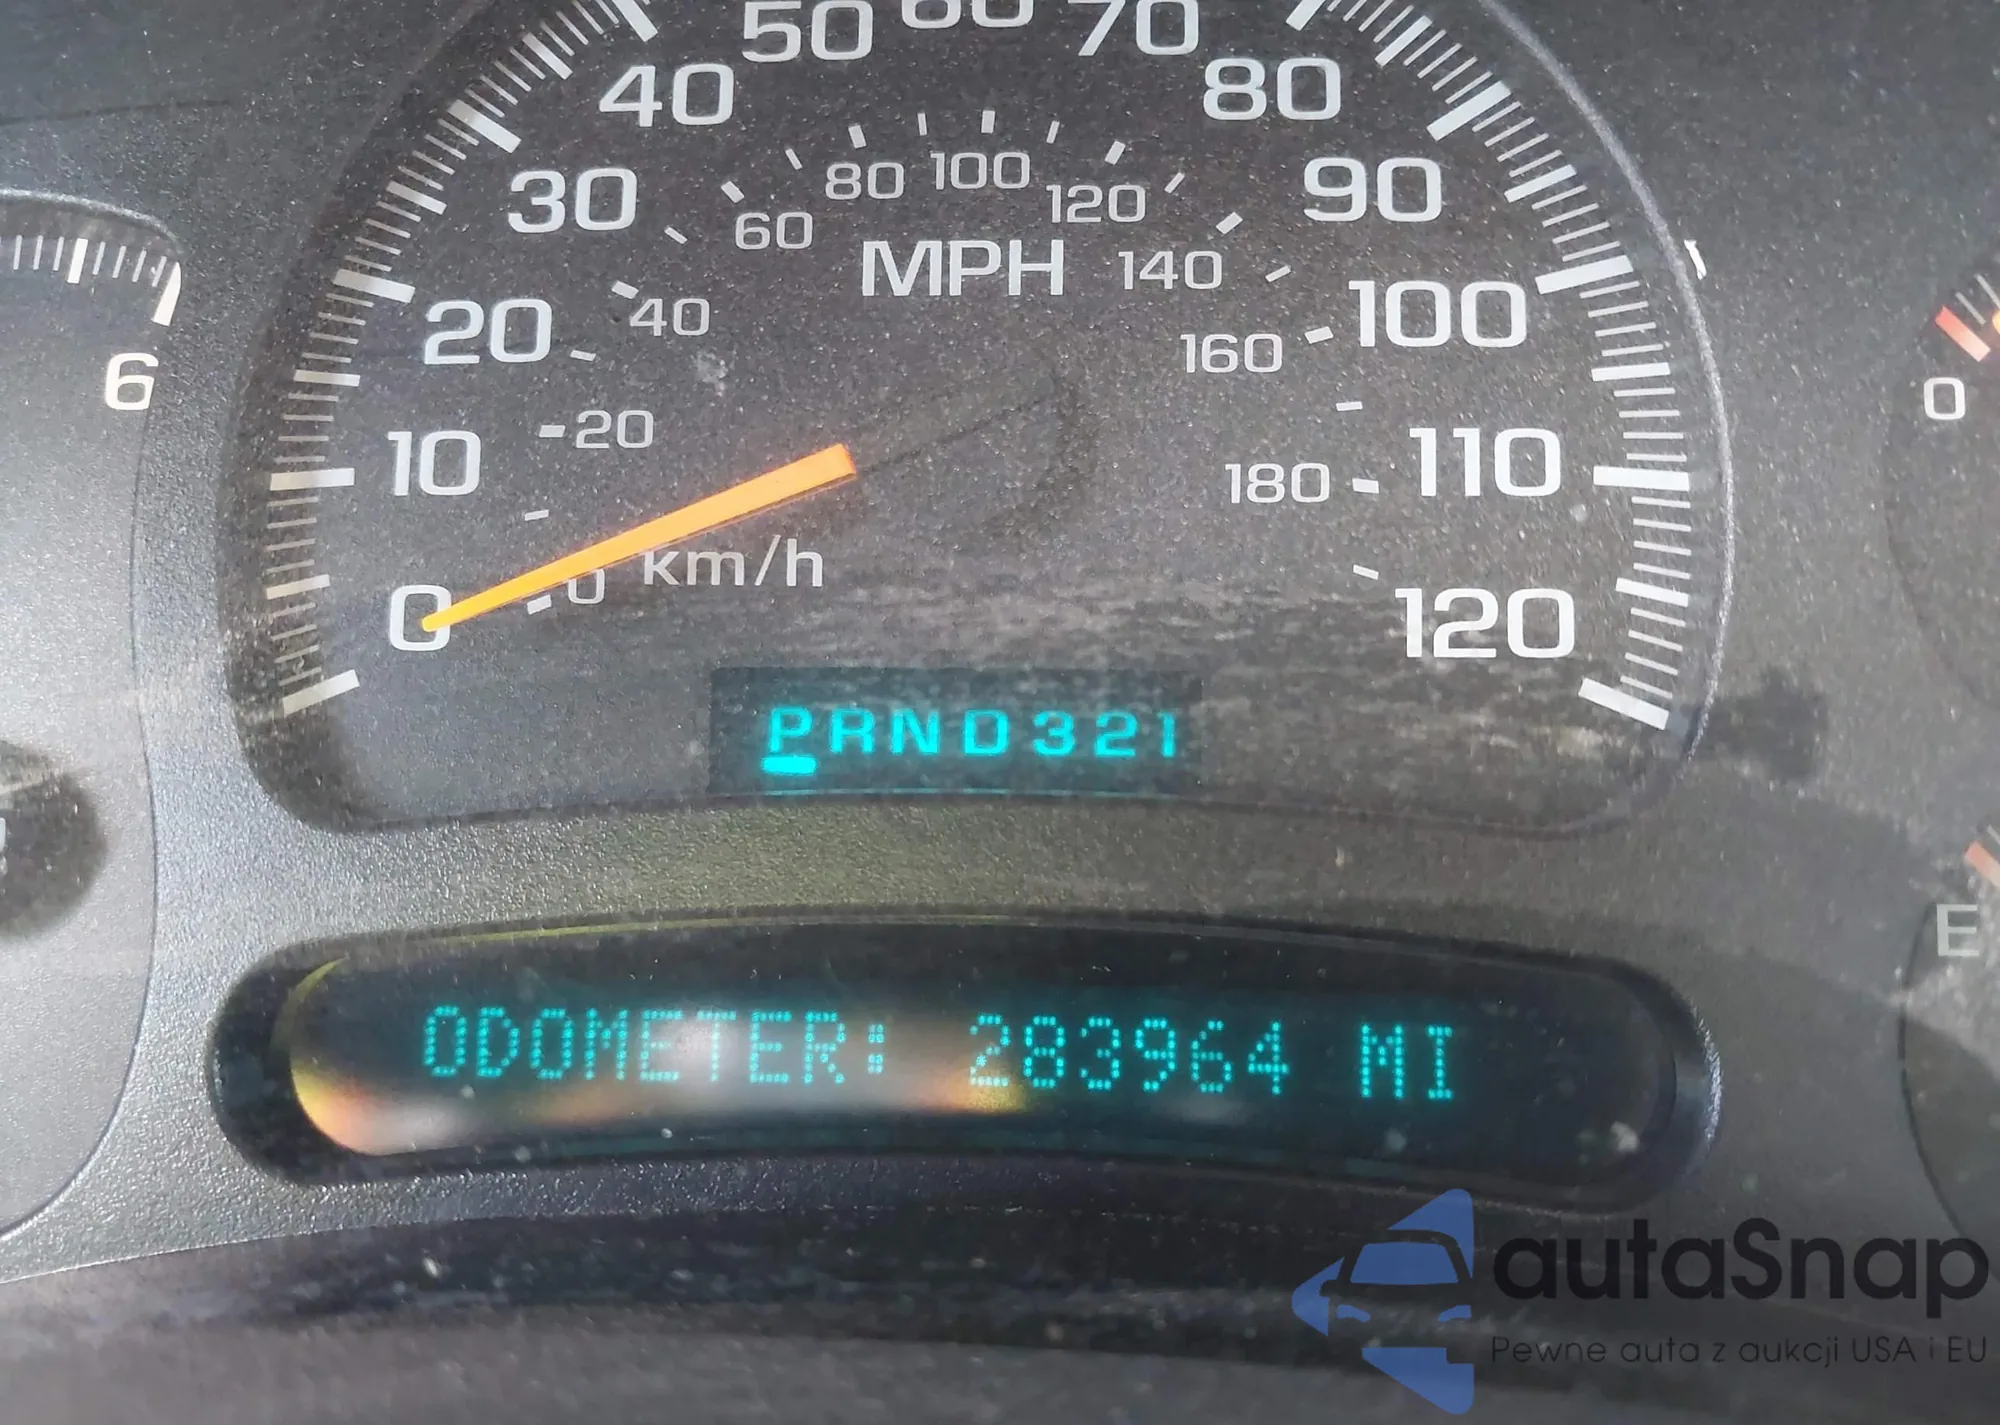 50 60 70
40 80
30 90
80 100 120
60
MPH 140
20 40 100
160
6
0
10 20 110
180
km/h
0 0 120
PRND321
E
ODOMETER: 283964 MI
autaSnap
Pewne auta z aukcji USA i EU